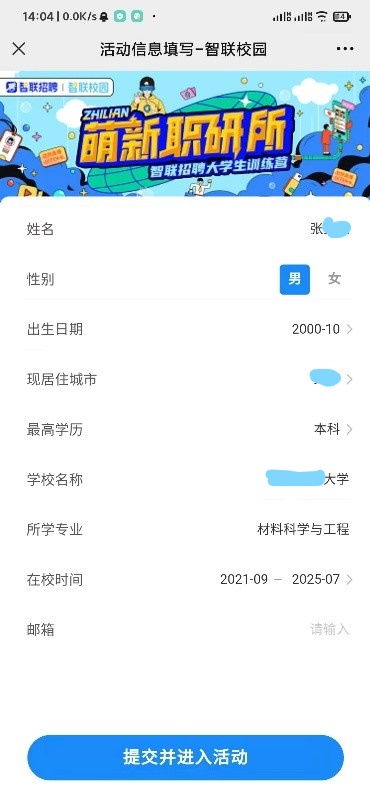 14:04 | 0.0K/s
84
活动信息填写-智联校园
智联招聘 | 智联校园
ZHILIAN
萌新职研所
智联招聘大学生训练营
姓名 张
性别 男 女
出生日期 2000-10
现居住城市
最高学历 本科
学校名称 大学
所学专业 材料科学与工程
在校时间 2021-09 – 2025-07
邮箱 请输入
提交并进入活动